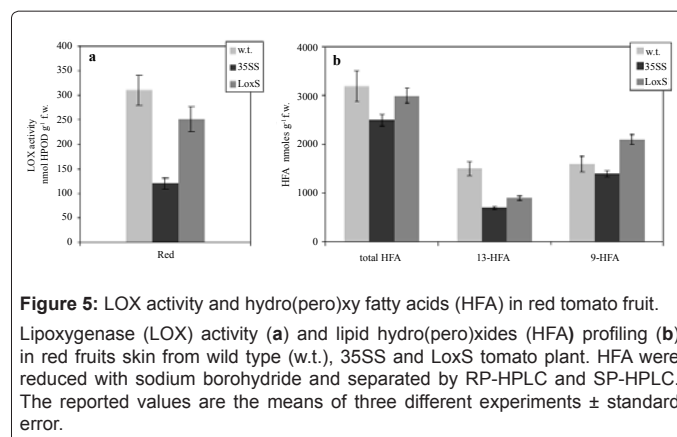 a
LOX activity
nmol HPOD g⁻¹ f.w.
400
350
300
250
200
150
100
50
0
Red
w.t.
35SS
LoxS
b
HFA nmoles g⁻¹ f.w.
4000
3000
2000
1000
0
total HFA
13-HFA
9-HFA
w.t.
35SS
LoxS
Figure 5: LOX activity and hydro(pero)xy fatty acids (HFA) in red tomato fruit.
Lipoxygenase (LOX) activity (a) and lipid hydro(pero)xides (HFA) profiling (b)
in red fruits skin from wild type (w.t.), 35SS and LoxS tomato plant. HFA were
reduced with sodium borohydride and separated by RP-HPLC and SP-HPLC.
The reported values are the means of three different experiments ± standard
error.